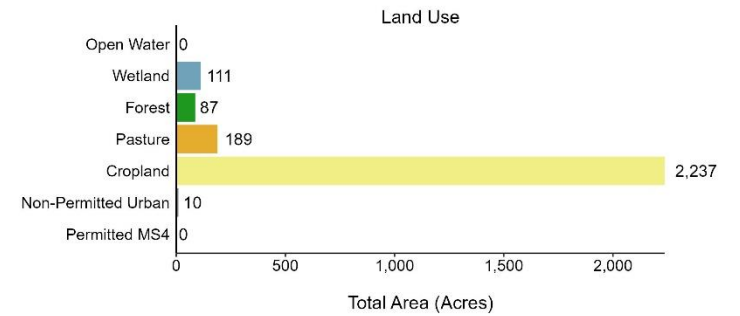 Land Use
Open Water 0
Wetland 111
Forest 87
Pasture 189
Cropland 2,237
Non-Permitted Urban 10
Permitted MS4 0
0 500 1,000 1,500 2,000
Total Area (Acres)